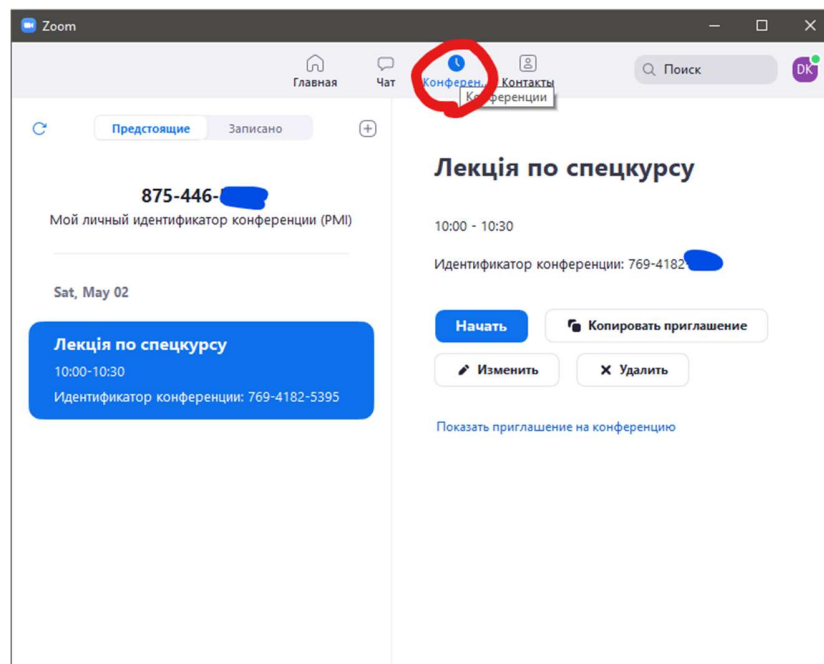 Zoom
Главная
Чат
Конферен...
Контакты
Поиск
DK
Конференции
Предстоящие
Записано
875-446-
Мой личный идентификатор конференции (PMI)
Sat, May 02
Лекція по спецкурсу
10:00-10:30
Идентификатор конференции: 769-4182-5395
Лекція по спецкурсу
10:00 - 10:30
Идентификатор конференции: 769-4182-
Начать
Копировать приглашение
Изменить
Удалить
Показать приглашение на конференцию